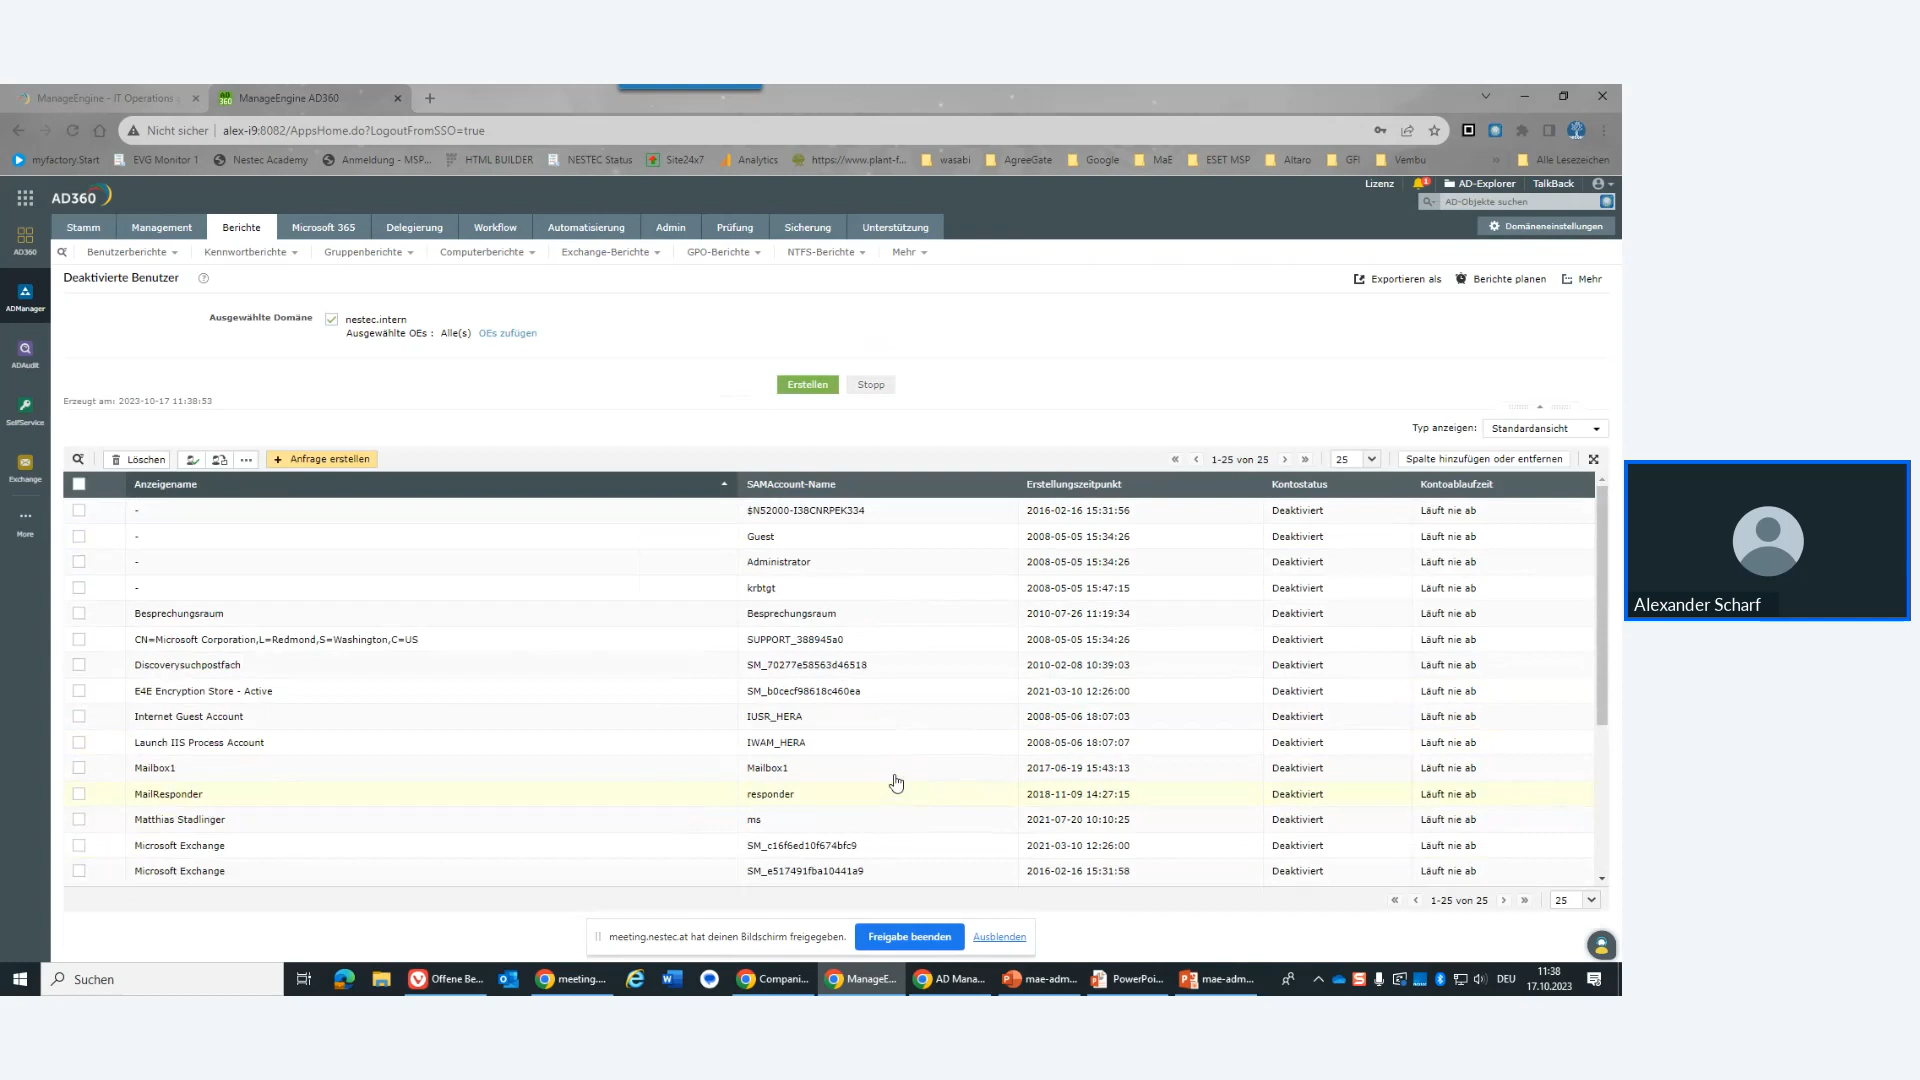 ManageEngine - IT Operations
ManageEngine AD360
Nicht sicher | alex-i9:8082/AppsHome.do?LogoutFromSSO=true
myfactory.Start EVG Monitor 1 Nestec Academy Anmeldung - MSP... HTML BUILDER NESTEC Status Site24x7 Analytics https://www.plant-f... wasabi AgreeGate Google MaE ESET MSP Altaro GFI Vembu » Alle Lesezeichen
AD360
Lizenz 1 AD-Explorer TalkBack
AD-Objekte suchen
Stamm Management Berichte Microsoft 365 Delegierung Workflow Automatisierung Admin Prüfung Sicherung Unterstützung Domäneneinstellungen
AD360
ADManager
ADAudit
SelfService
Exchange
More
Benutzerberichte Kennwortberichte Gruppenberichte Computerberichte Exchange-Berichte GPO-Berichte NTFS-Berichte Mehr
Deaktivierte Benutzer ? Exportieren als Berichte planen Mehr
Ausgewählte Domäne nestec.intern
Ausgewählte OEs : Alle(s) OEs zufügen
Erstellen Stopp
Erzeugt am: 2023-10-17 11:38:53
Typ anzeigen: Standardansicht
Löschen ... + Anfrage erstellen « ‹ 1-25 von 25 › » 25 Spalte hinzufügen oder entfernen
Anzeigename SAMAccount-Name Erstellungszeitpunkt Kontostatus Kontoablaufzeit
- $N52000-I38CNRPEK334 2016-02-16 15:31:56 Deaktiviert Läuft nie ab
- Guest 2008-05-05 15:34:26 Deaktiviert Läuft nie ab
- Administrator 2008-05-05 15:34:26 Deaktiviert Läuft nie ab
- krbtgt 2008-05-05 15:47:15 Deaktiviert Läuft nie ab
Besprechungsraum Besprechungsraum 2010-07-26 11:19:34 Deaktiviert Läuft nie ab
CN=Microsoft Corporation,L=Redmond,S=Washington,C=US SUPPORT_388945a0 2008-05-05 15:34:26 Deaktiviert Läuft nie ab
Discoverysuchpostfach SM_70277e58563d46518 2010-02-08 10:39:03 Deaktiviert Läuft nie ab
E4E Encryption Store - Active SM_b0cecf98618c460ea 2021-03-10 12:26:00 Deaktiviert Läuft nie ab
Internet Guest Account IUSR_HERA 2008-05-06 18:07:03 Deaktiviert Läuft nie ab
Launch IIS Process Account IWAM_HERA 2008-05-06 18:07:07 Deaktiviert Läuft nie ab
Mailbox1 Mailbox1 2017-06-19 15:43:13 Deaktiviert Läuft nie ab
MailResponder responder 2018-11-09 14:27:15 Deaktiviert Läuft nie ab
Matthias Stadlinger ms 2021-07-20 10:10:25 Deaktiviert Läuft nie ab
Microsoft Exchange SM_c16f6ed10f674bfc9 2021-03-10 12:26:00 Deaktiviert Läuft nie ab
Microsoft Exchange SM_e517491fba10441a9 2016-02-16 15:31:58 Deaktiviert Läuft nie ab
« ‹ 1-25 von 25 › » 25
meeting.nestec.at hat deinen Bildschirm freigegeben. Freigabe beenden Ausblenden
Suchen Offene Be... meeting.... Compani... ManageE... AD Mana... mae-adm... PowerPoi... mae-adm... DEU 11:38
17.10.2023
Alexander Scharf